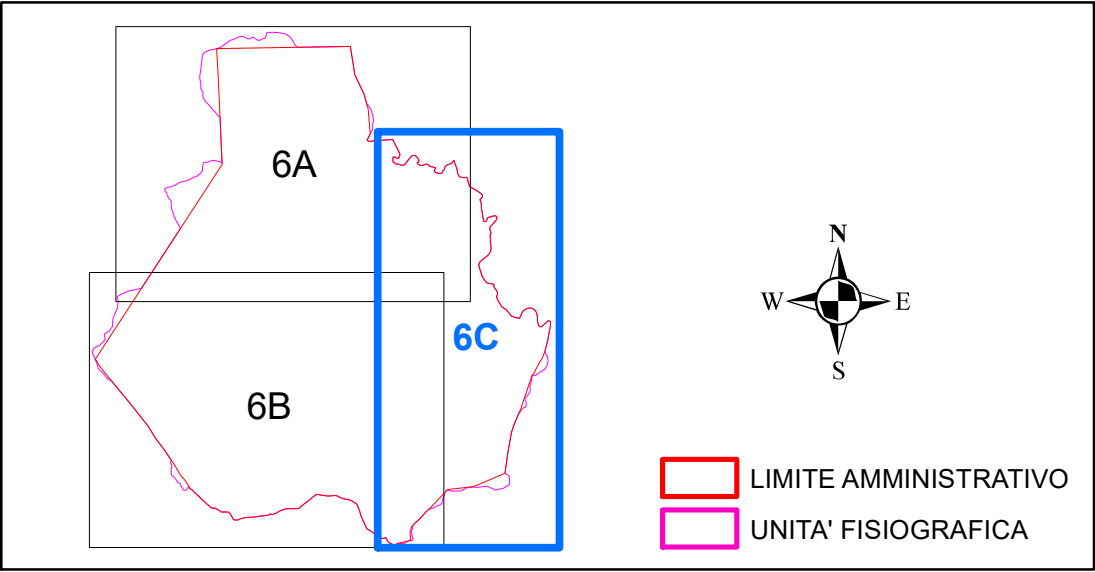 6A
N
W E
6C
S
6B
LIMITE AMMINISTRATIVO
UNITA' FISIOGRAFICA